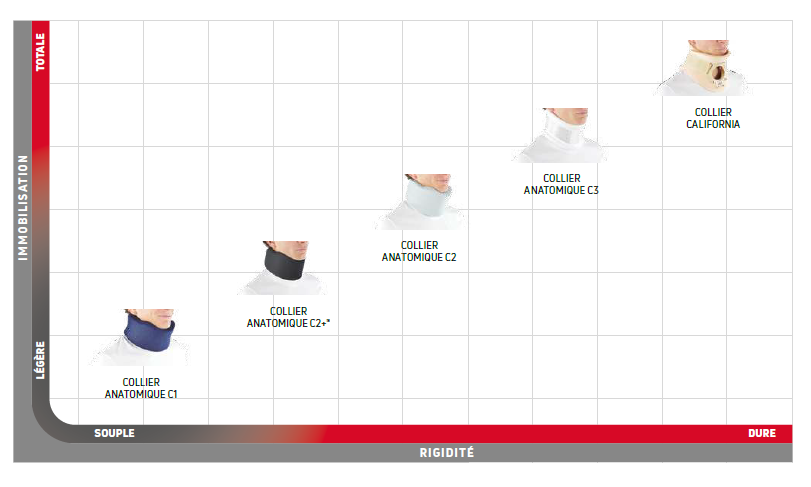 TOTALE
COLLIER
CALIFORNIA
COLLIER
ANATOMIQUE C3
IMMOBILISATION
COLLIER
ANATOMIQUE C2
COLLIER
ANATOMIQUE C2+*
LÉGÈRE
COLLIER
ANATOMIQUE C1
SOUPLE
DURE
RIGIDITÉ